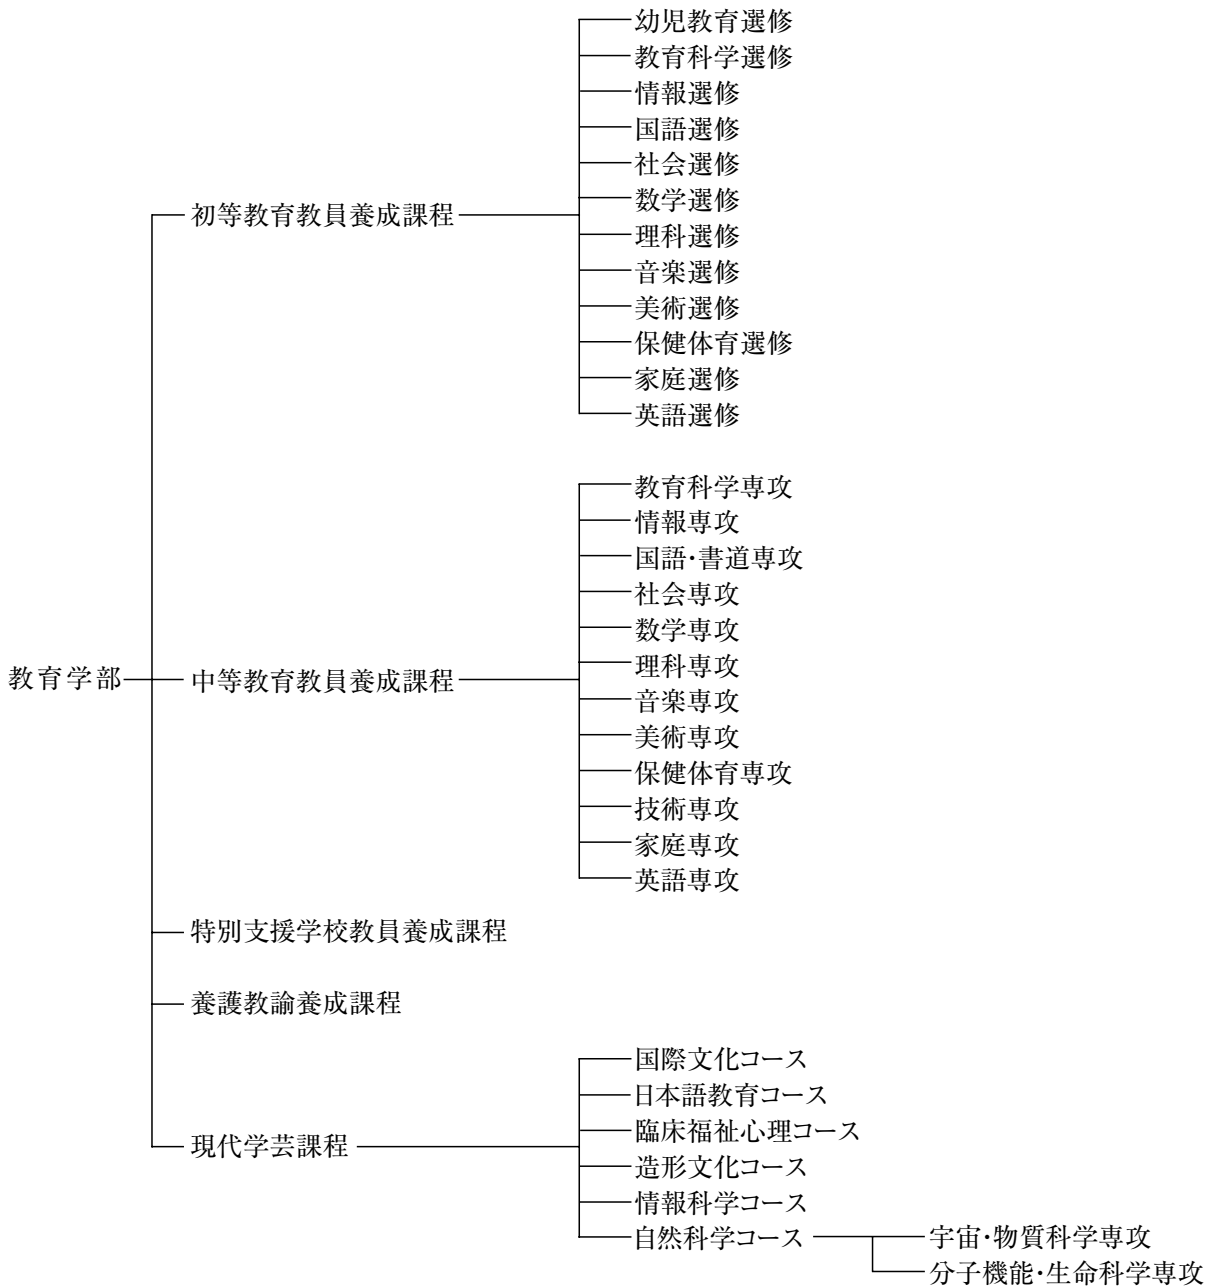 教育学部
初等教育教員養成課程
幼児教育選修
教育科学選修
情報選修
国語選修
社会選修
数学選修
理科選修
音楽選修
美術選修
保健体育選修
家庭選修
英語選修
中等教育教員養成課程
教育科学専攻
情報専攻
国語・書道専攻
社会専攻
数学専攻
理科専攻
音楽専攻
美術専攻
保健体育専攻
技術専攻
家庭専攻
英語専攻
特別支援学校教員養成課程
養護教諭養成課程
現代学芸課程
国際文化コース
日本語教育コース
臨床福祉心理コース
造形文化コース
情報科学コース
自然科学コース
宇宙・物質科学専攻
分子機能・生命科学専攻